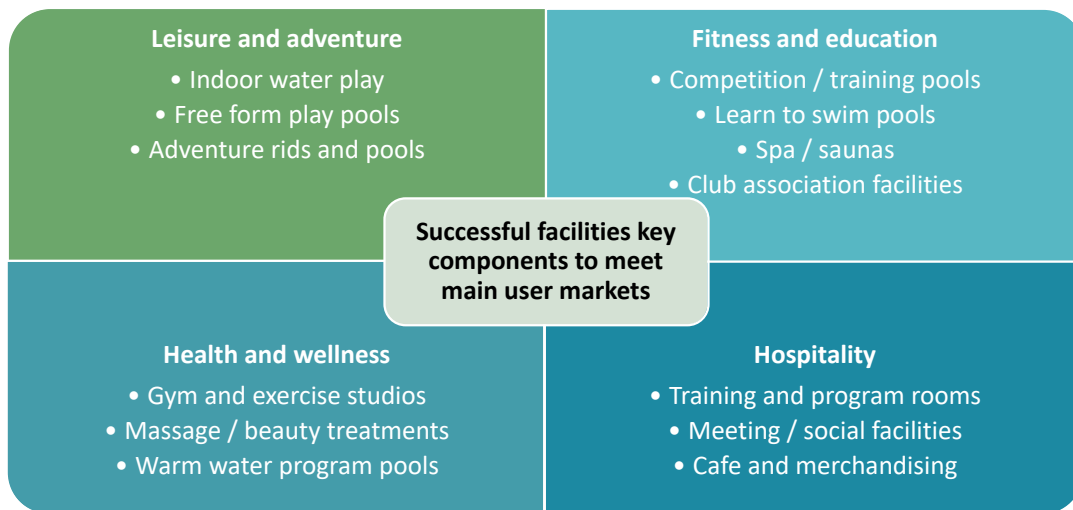 Leisure and adventure
• Indoor water play
• Free form play pools
• Adventure rids and pools
Fitness and education
• Competition / training pools
• Learn to swim pools
• Spa / saunas
• Club association facilities
Successful facilities key
components to meet
main user markets
Health and wellness
• Gym and exercise studios
• Massage / beauty treatments
• Warm water program pools
Hospitality
• Training and program rooms
• Meeting / social facilities
• Cafe and merchandising